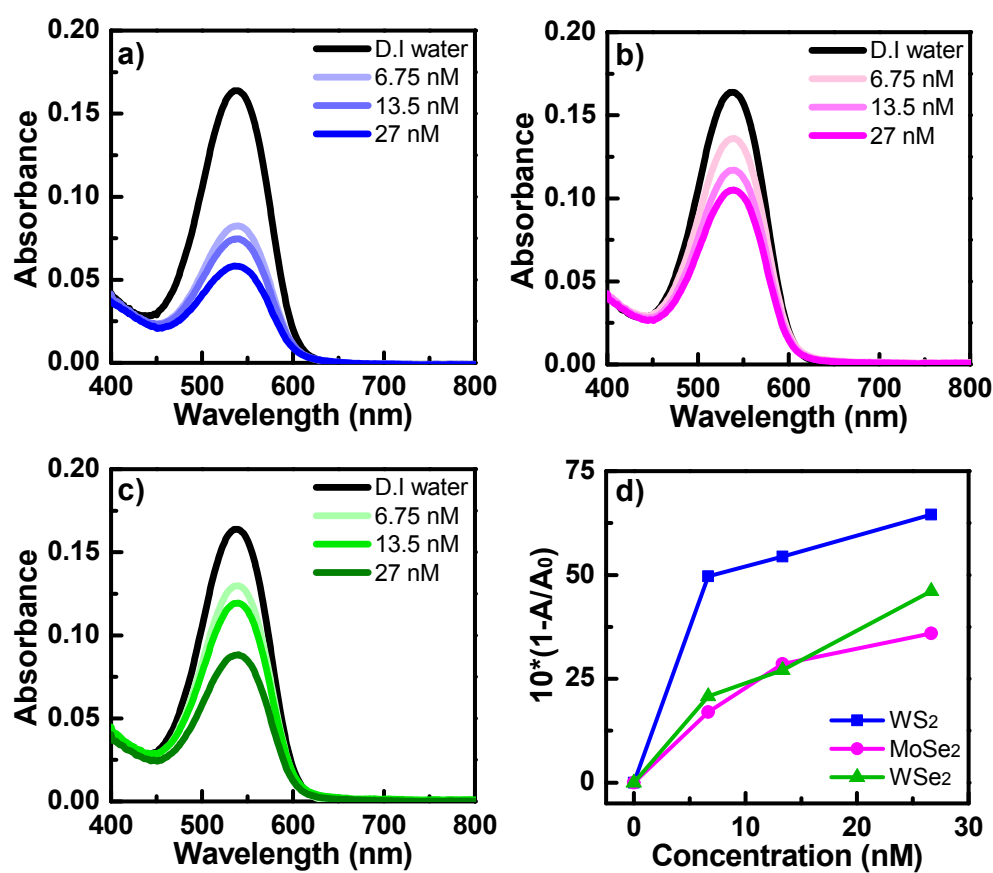 a)
D.I water
6.75 nM
13.5 nM
27 nM
0.20
0.15
0.10
0.05
0.00
Absorbance
400 500 600 700 800
Wavelength (nm)
b)
D.I water
6.75 nM
13.5 nM
27 nM
0.20
0.15
0.10
0.05
0.00
Absorbance
400 500 600 700 800
Wavelength (nm)
c)
D.I water
6.75 nM
13.5 nM
27 nM
0.20
0.15
0.10
0.05
0.00
Absorbance
400 500 600 700 800
Wavelength (nm)
d)
75
50
25
0
10*(1-A/A0)
WS2
MoSe2
WSe2
0 10 20 30
Concentration (nM)